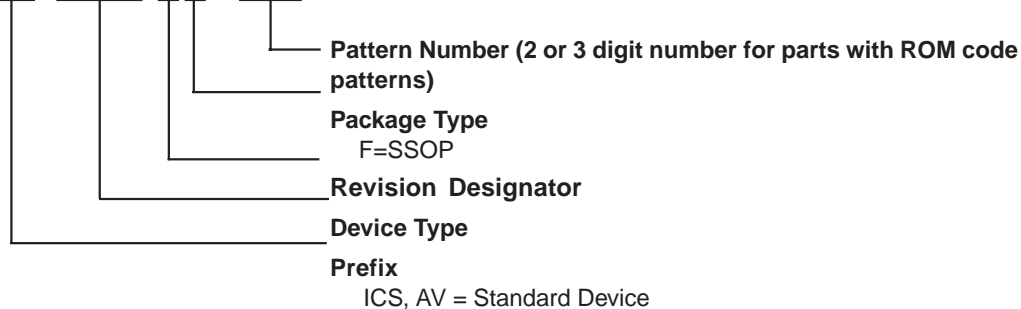 Pattern Number (2 or 3 digit number for parts with ROM code
patterns)
Package Type
F=SSOP
Revision Designator
Device Type
Prefix
ICS, AV = Standard Device